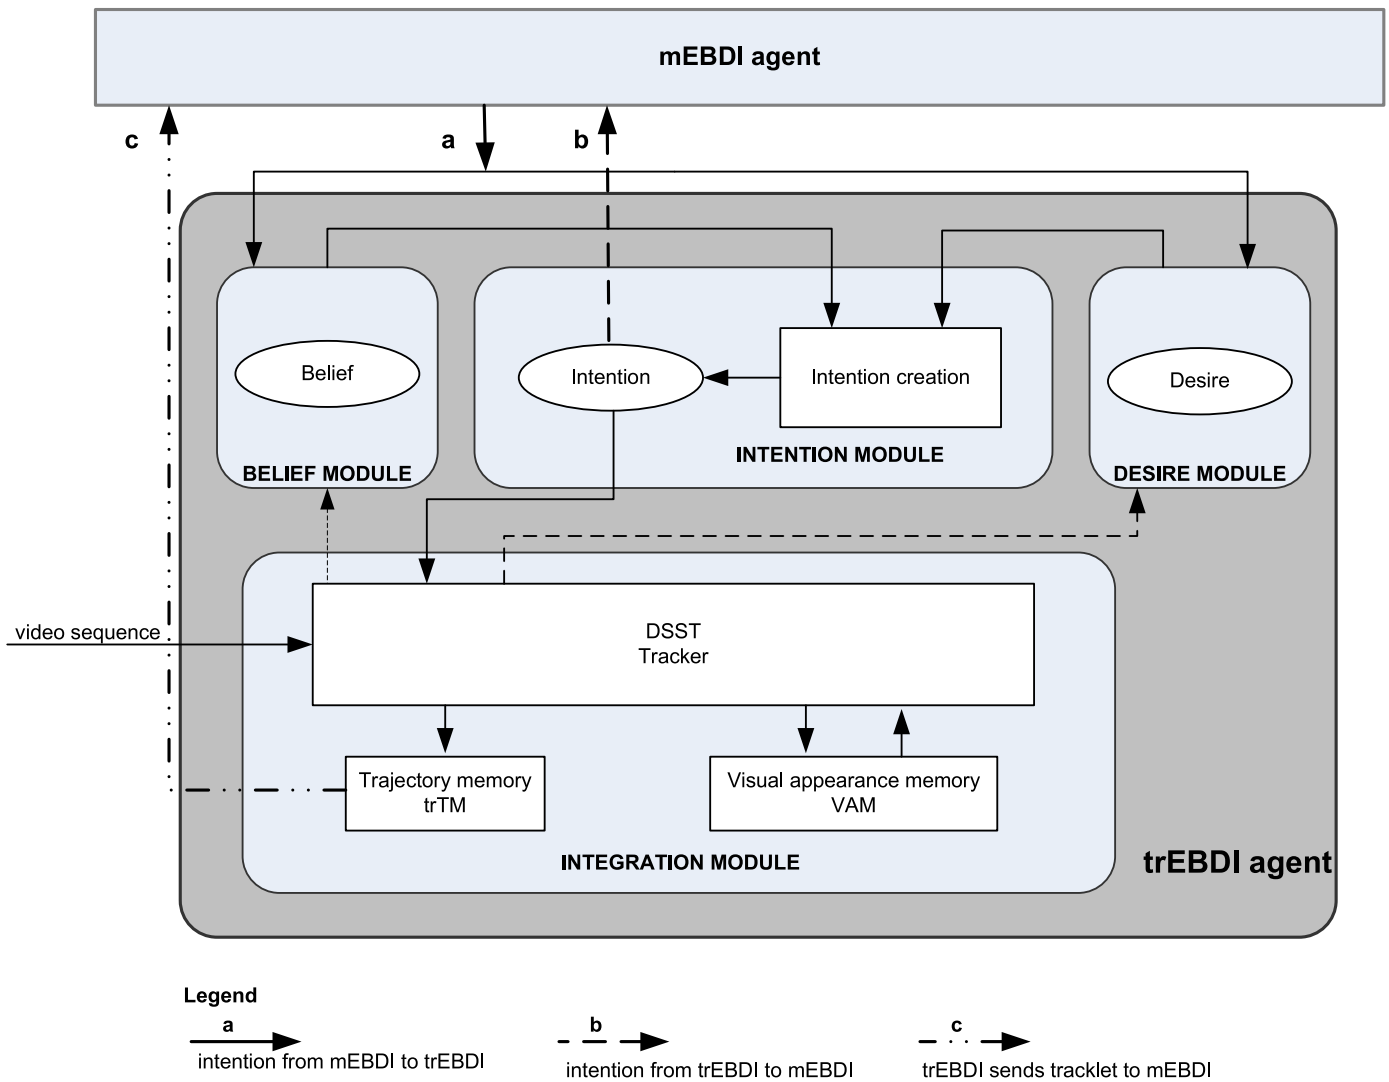 mEBDI agent
c
a
b
Belief
Intention
Intention creation
Desire
BELIEF MODULE
INTENTION MODULE
DESIRE MODULE
video sequence
DSST
Tracker
Trajectory memory
trTM
Visual appearance memory
VAM
INTEGRATION MODULE
trEBDI agent
Legend
a
intention from mEBDI to trEBDI
b
intention from trEBDI to mEBDI
c
trEBDI sends tracklet to mEBDI